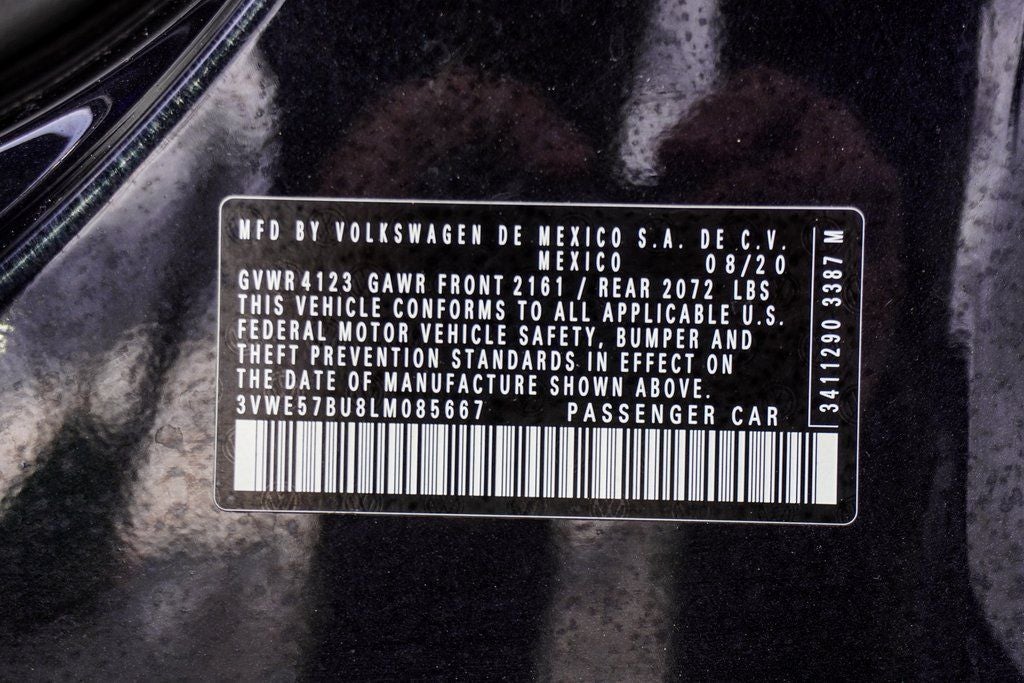 MFD BY VOLKSWAGEN DE MEXICO S.A. DE C.V.
MEXICO 08/20
GVWR 4123 GAWR FRONT 2161 / REAR 2072 LBS
THIS VEHICLE CONFORMS TO ALL APPLICABLE U.S.
FEDERAL MOTOR VEHICLE SAFETY, BUMPER AND
THEFT PREVENTION STANDARDS IN EFFECT ON
THE DATE OF MANUFACTURE SHOWN ABOVE.
3VWE57BU8LM085667 PASSENGER CAR
3411290 3387 M